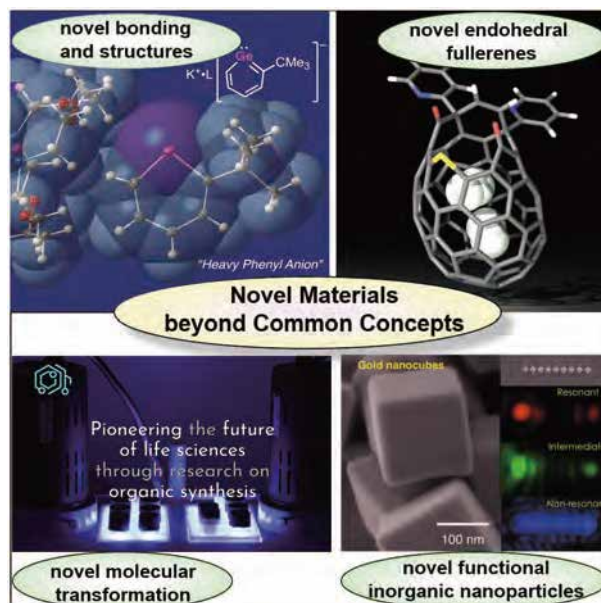 novel bonding
and structures
K⁺•L
Ge
CMe₃
−
"Heavy Phenyl Anion"
novel endohedral
fullerenes
Novel Materials
beyond Common Concepts
Pioneering the future
of life sciences
through research on
organic synthesis
Gold nanocubes
100 nm
Resonant
Intermediat
Non-resonan
novel molecular
transformation
novel functional
inorganic nanoparticles